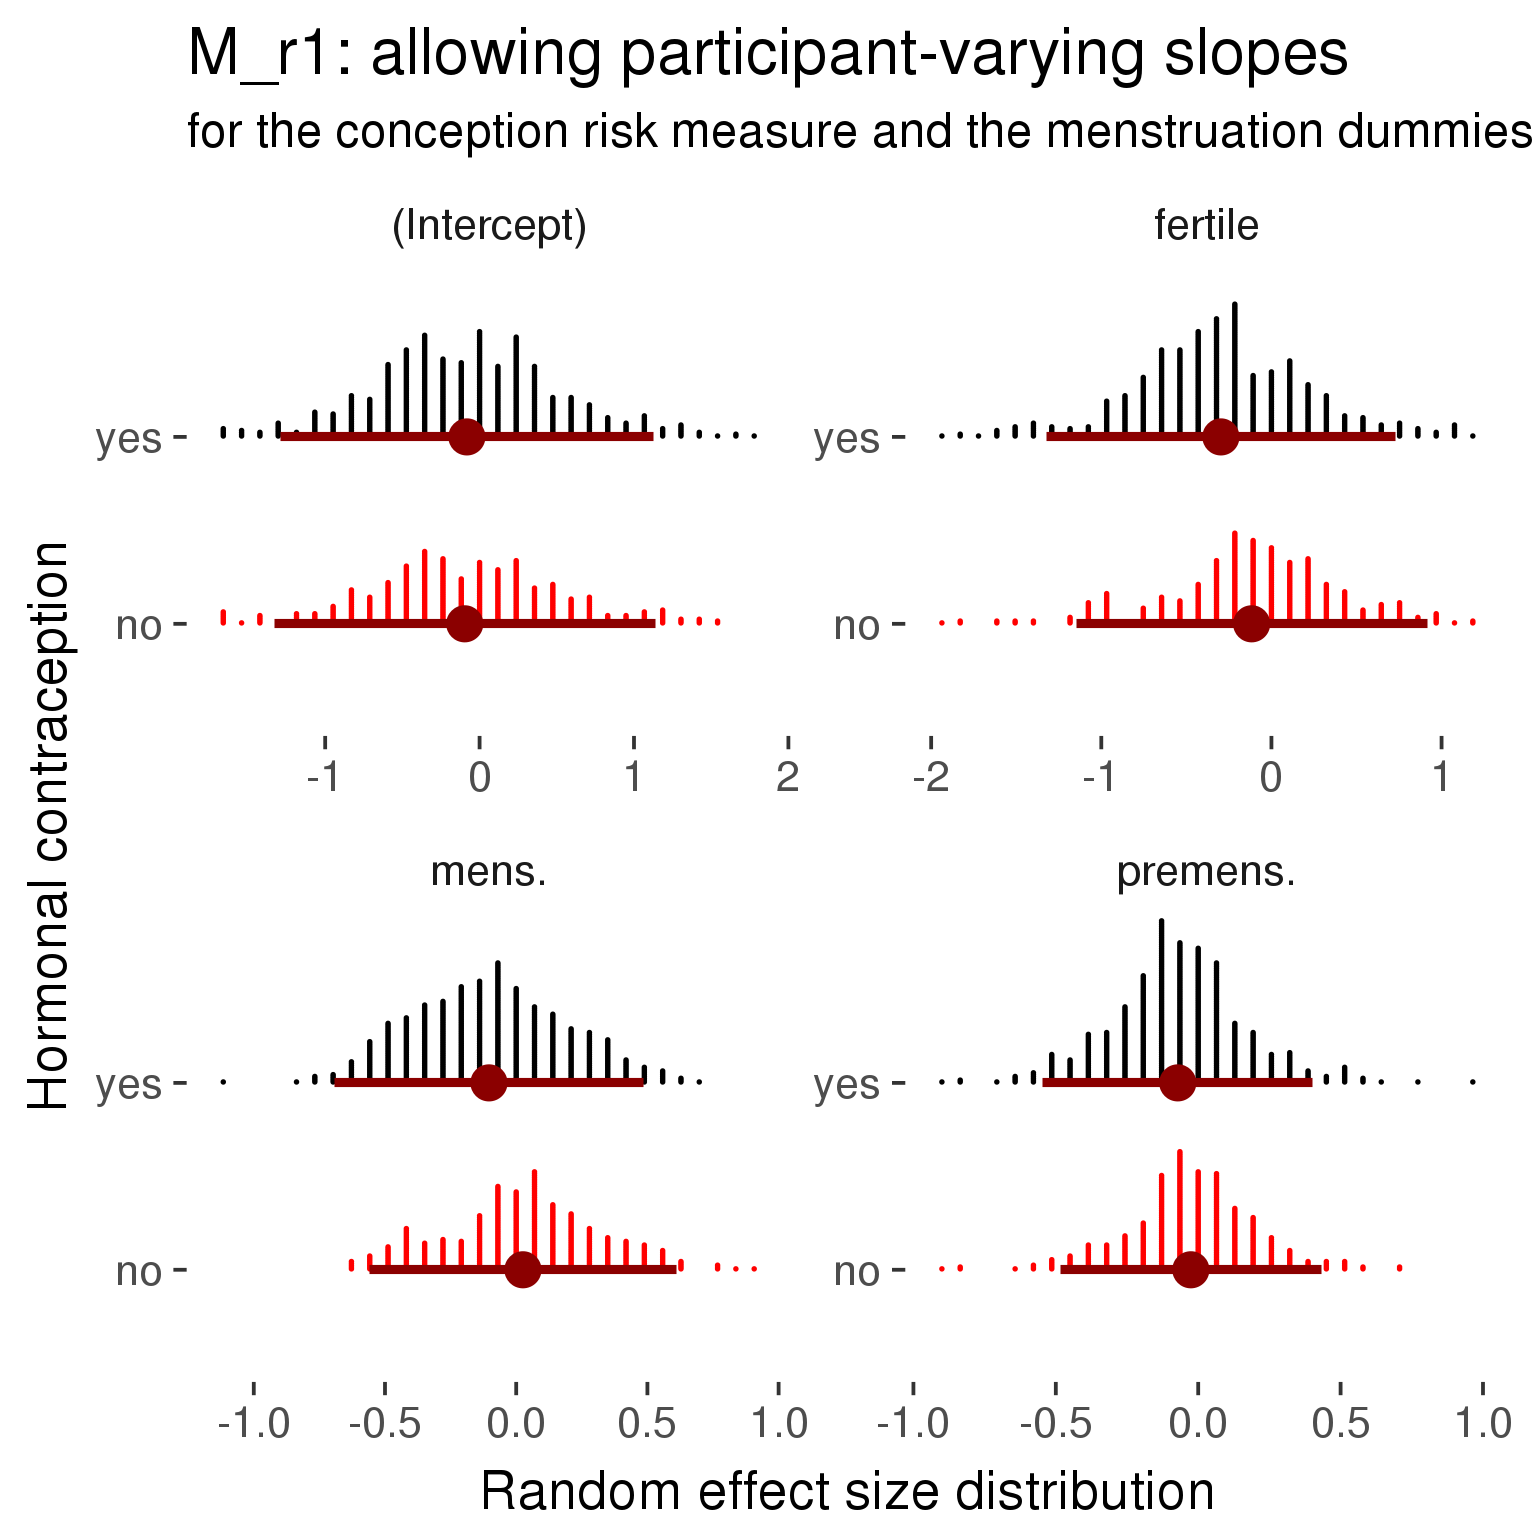 M_r1: allowing participant-varying slopes
for the conception risk measure and the menstruation dummies
(Intercept)
fertile
yes
yes
no
no
-1 0 1 2
-2 -1 0 1
Hormonal contraception
mens.
premens.
yes
yes
no
no
-1.0 -0.5 0.0 0.5 1.0
-1.0 -0.5 0.0 0.5 1.0
Random effect size distribution